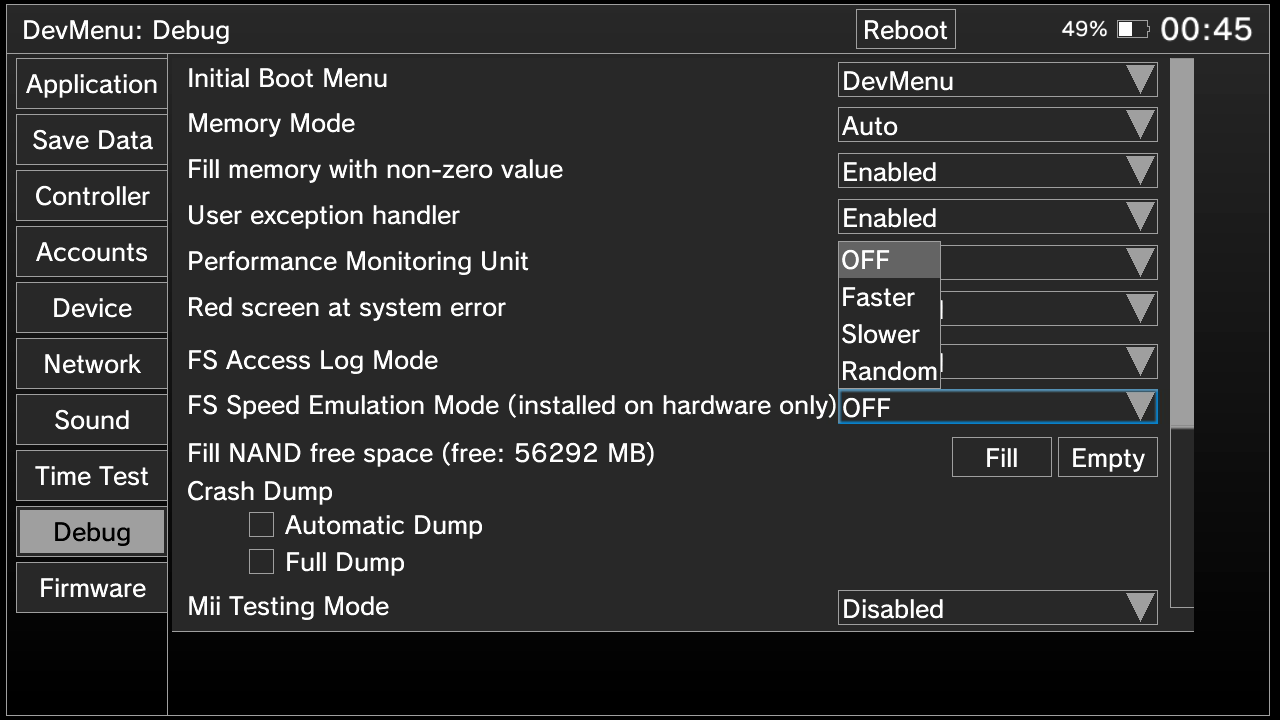 DevMenu: Debug
Reboot
49%
00:45
Application
Save Data
Controller
Accounts
Device
Network
Sound
Time Test
Debug
Firmware
Initial Boot Menu
DevMenu
Memory Mode
Auto
Fill memory with non-zero value
Enabled
User exception handler
Enabled
Performance Monitoring Unit
Red screen at system error
FS Access Log Mode
OFF
Faster
Slower
Random
FS Speed Emulation Mode (installed on hardware only)
OFF
Fill NAND free space (free: 56292 MB)
Fill
Empty
Crash Dump
Automatic Dump
Full Dump
Mii Testing Mode
Disabled